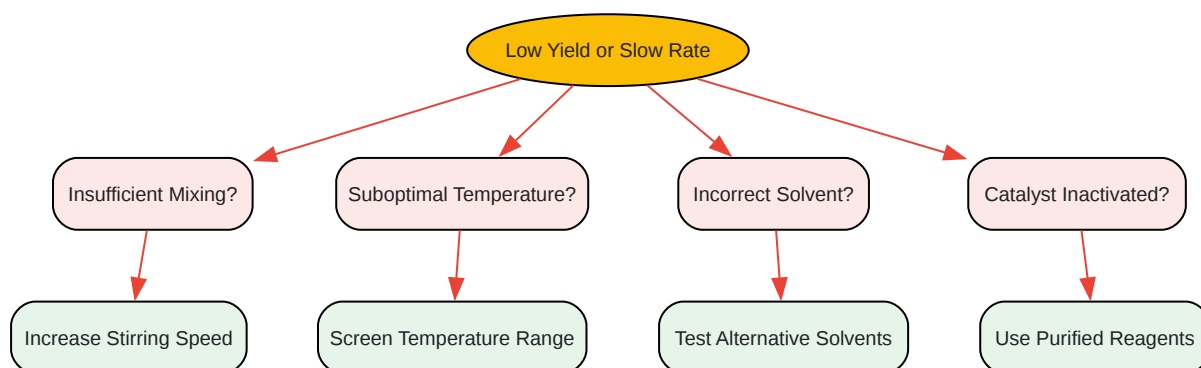 Low Yield or Slow Rate
Insufficient Mixing?
Suboptimal Temperature?
Incorrect Solvent?
Catalyst Inactivated?
Increase Stirring Speed
Screen Temperature Range
Test Alternative Solvents
Use Purified Reagents